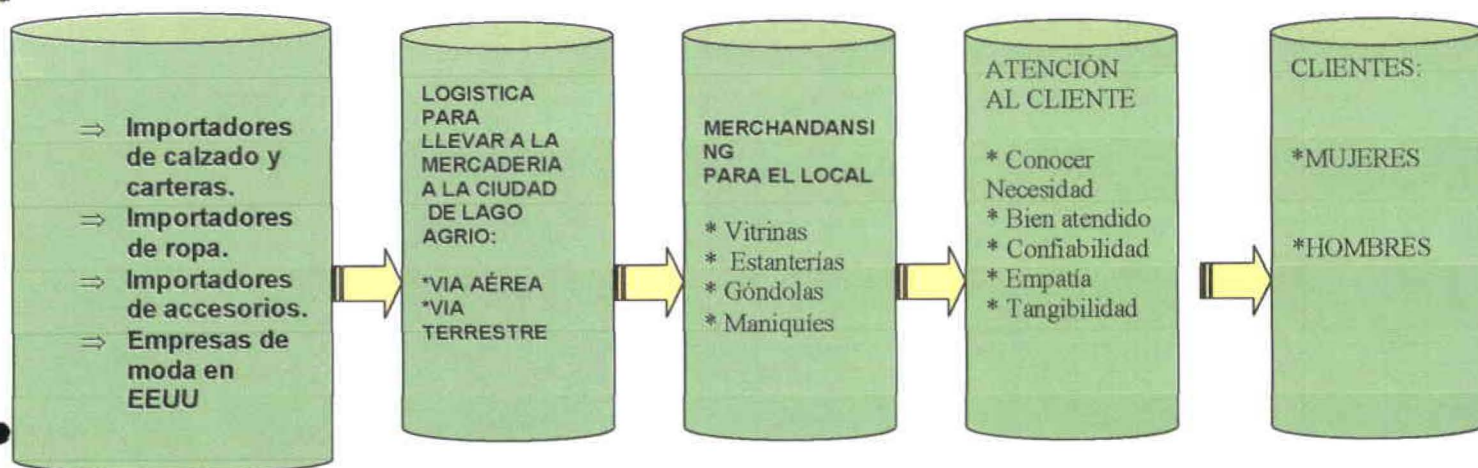 ⇒ Importadores
de calzado y
carteras.
⇒ Importadores
de ropa.
⇒ Importadores
de accesorios.
⇒ Empresas de
moda en
EEUU
LOGISTICA
PARA
LLEVAR A LA
MERCADERIA
A LA CIUDAD
DE LAGO
AGRIO:
*VIA AÉREA
*VIA
TERRESTRE
MERCHANDANSI
NG
PARA EL LOCAL
* Vitrinas
* Estanterías
* Góndolas
* Maniquíes
ATENCIÓN
AL CLIENTE
* Conocer
Necesidad
* Bien atendido
* Confiabilidad
* Empatía
* Tangibilidad
CLIENTES:
*MUJERES
*HOMBRES